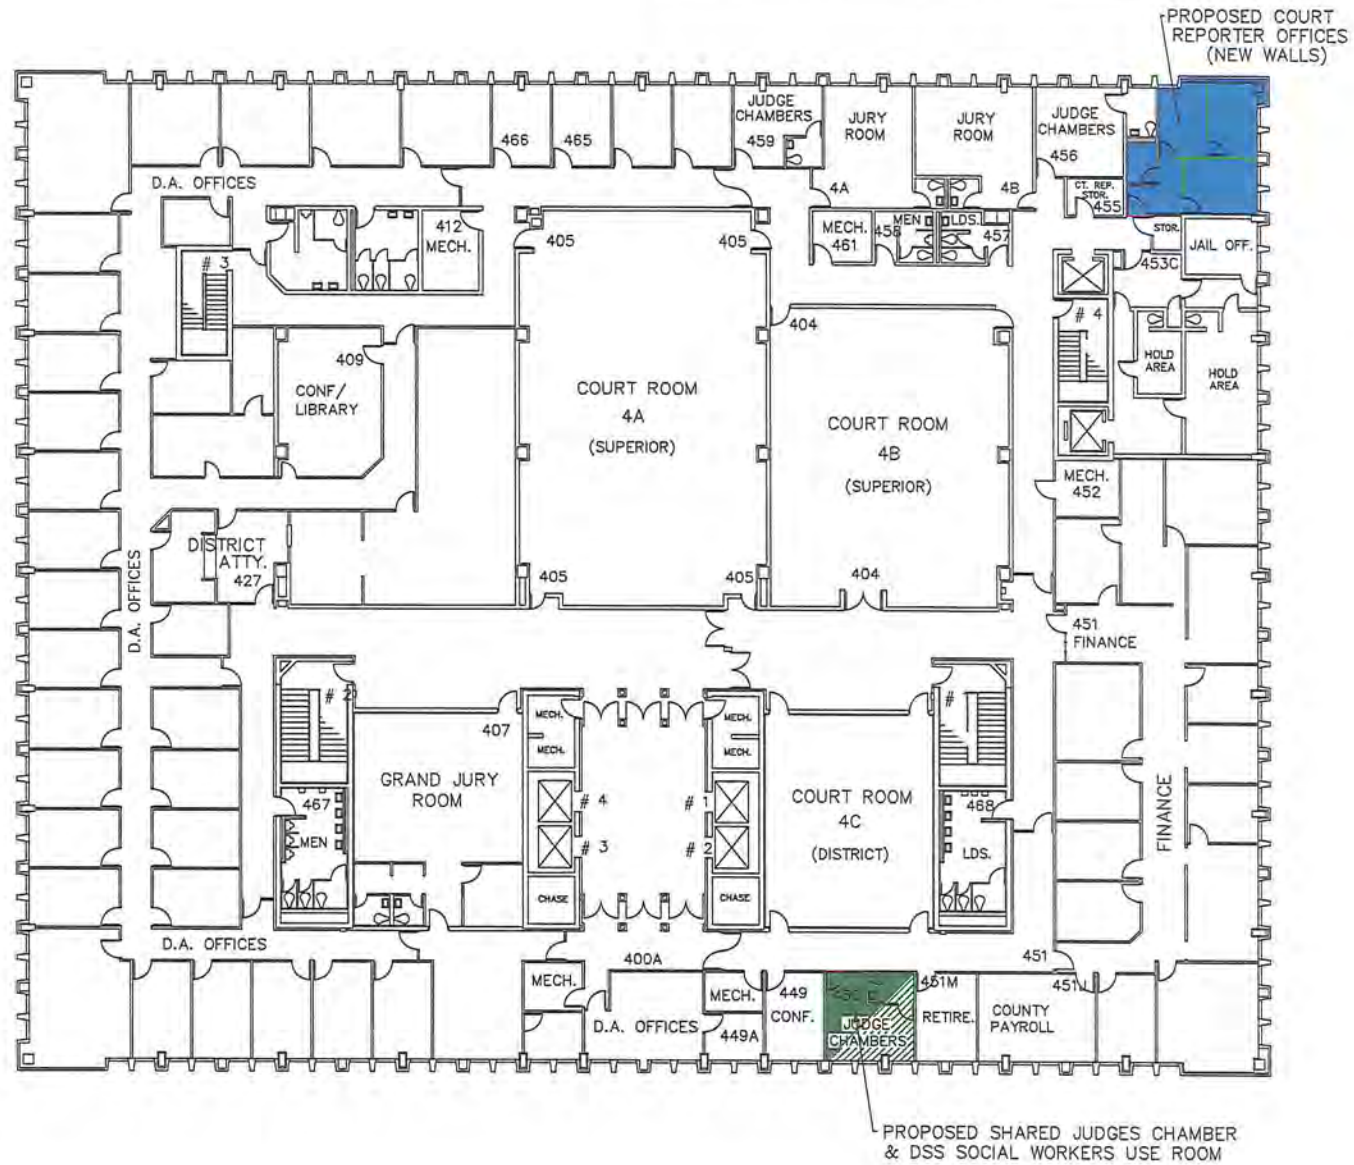 PROPOSED COURT
REPORTER OFFICES
(NEW WALLS)
JUDGE
CHAMBERS
459
JURY
ROOM
4A
JURY
ROOM
4B
JUDGE
CHAMBERS
456
466
465
D.A. OFFICES
CT. REP.
STOR.
455
412
MECH.
405
405
MECH.
461
458
MEN
LDS.
457
STOR.
JAIL OFF.
453C
# 3
# 4
404
409
CONF/
LIBRARY
COURT ROOM
4A
(SUPERIOR)
COURT ROOM
4B
(SUPERIOR)
HOLD
AREA
HOLD
AREA
MECH.
452
DISTRICT
ATTY.
427
D.A. OFFICES
405
405
404
451
FINANCE
# 2
407
MECH.
MECH.
MECH.
MECH.
#
GRAND JURY
ROOM
# 4
# 3
# 1
# 2
COURT ROOM
4C
(DISTRICT)
467
MEN
468
LDS.
FINANCE
CHASE
CHASE
D.A. OFFICES
400A
451
MECH.
D.A. OFFICES
MECH.
449A
449
CONF.
JUDGE
CHAMBERS
451M
RETIRE.
COUNTY
PAYROLL
451J
PROPOSED SHARED JUDGES CHAMBER
& DSS SOCIAL WORKERS USE ROOM